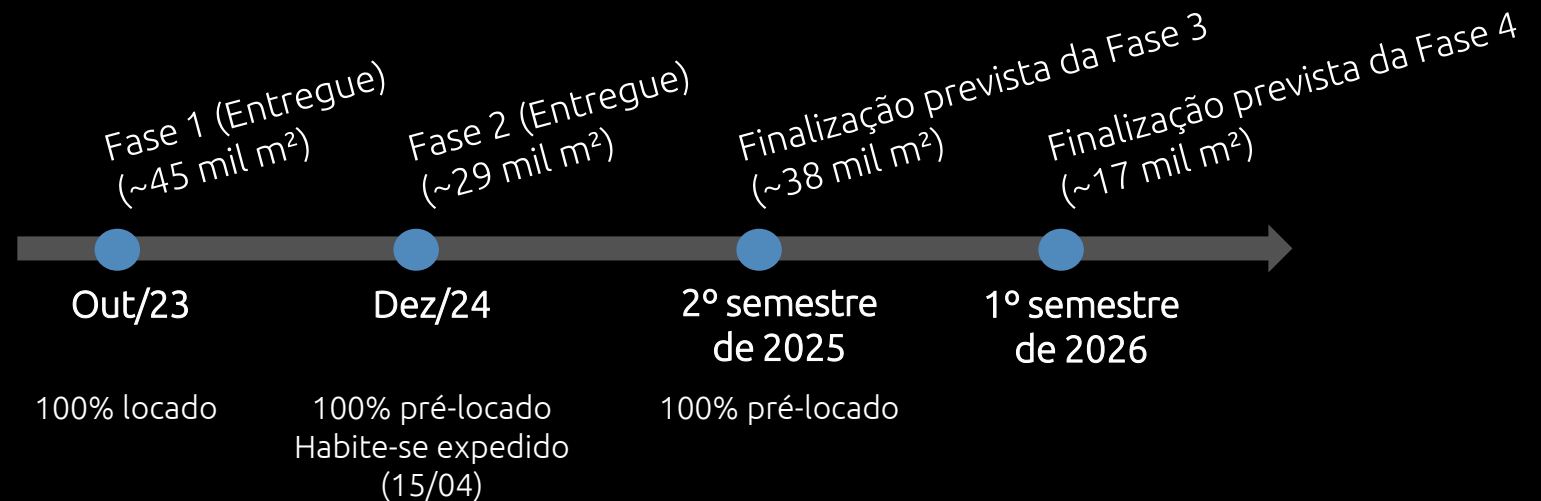 Fase 1 (Entregue)
(~45 mil m²)
Fase 2 (Entregue)
(~29 mil m²)
Finalização prevista da Fase 3
(~38 mil m²)
Finalização prevista da Fase 4
(~17 mil m²)
Out/23
Dez/24
2º semestre
de 2025
1º semestre
de 2026
100% locado
100% pré-locado
Habite-se expedido
(15/04)
100% pré-locado